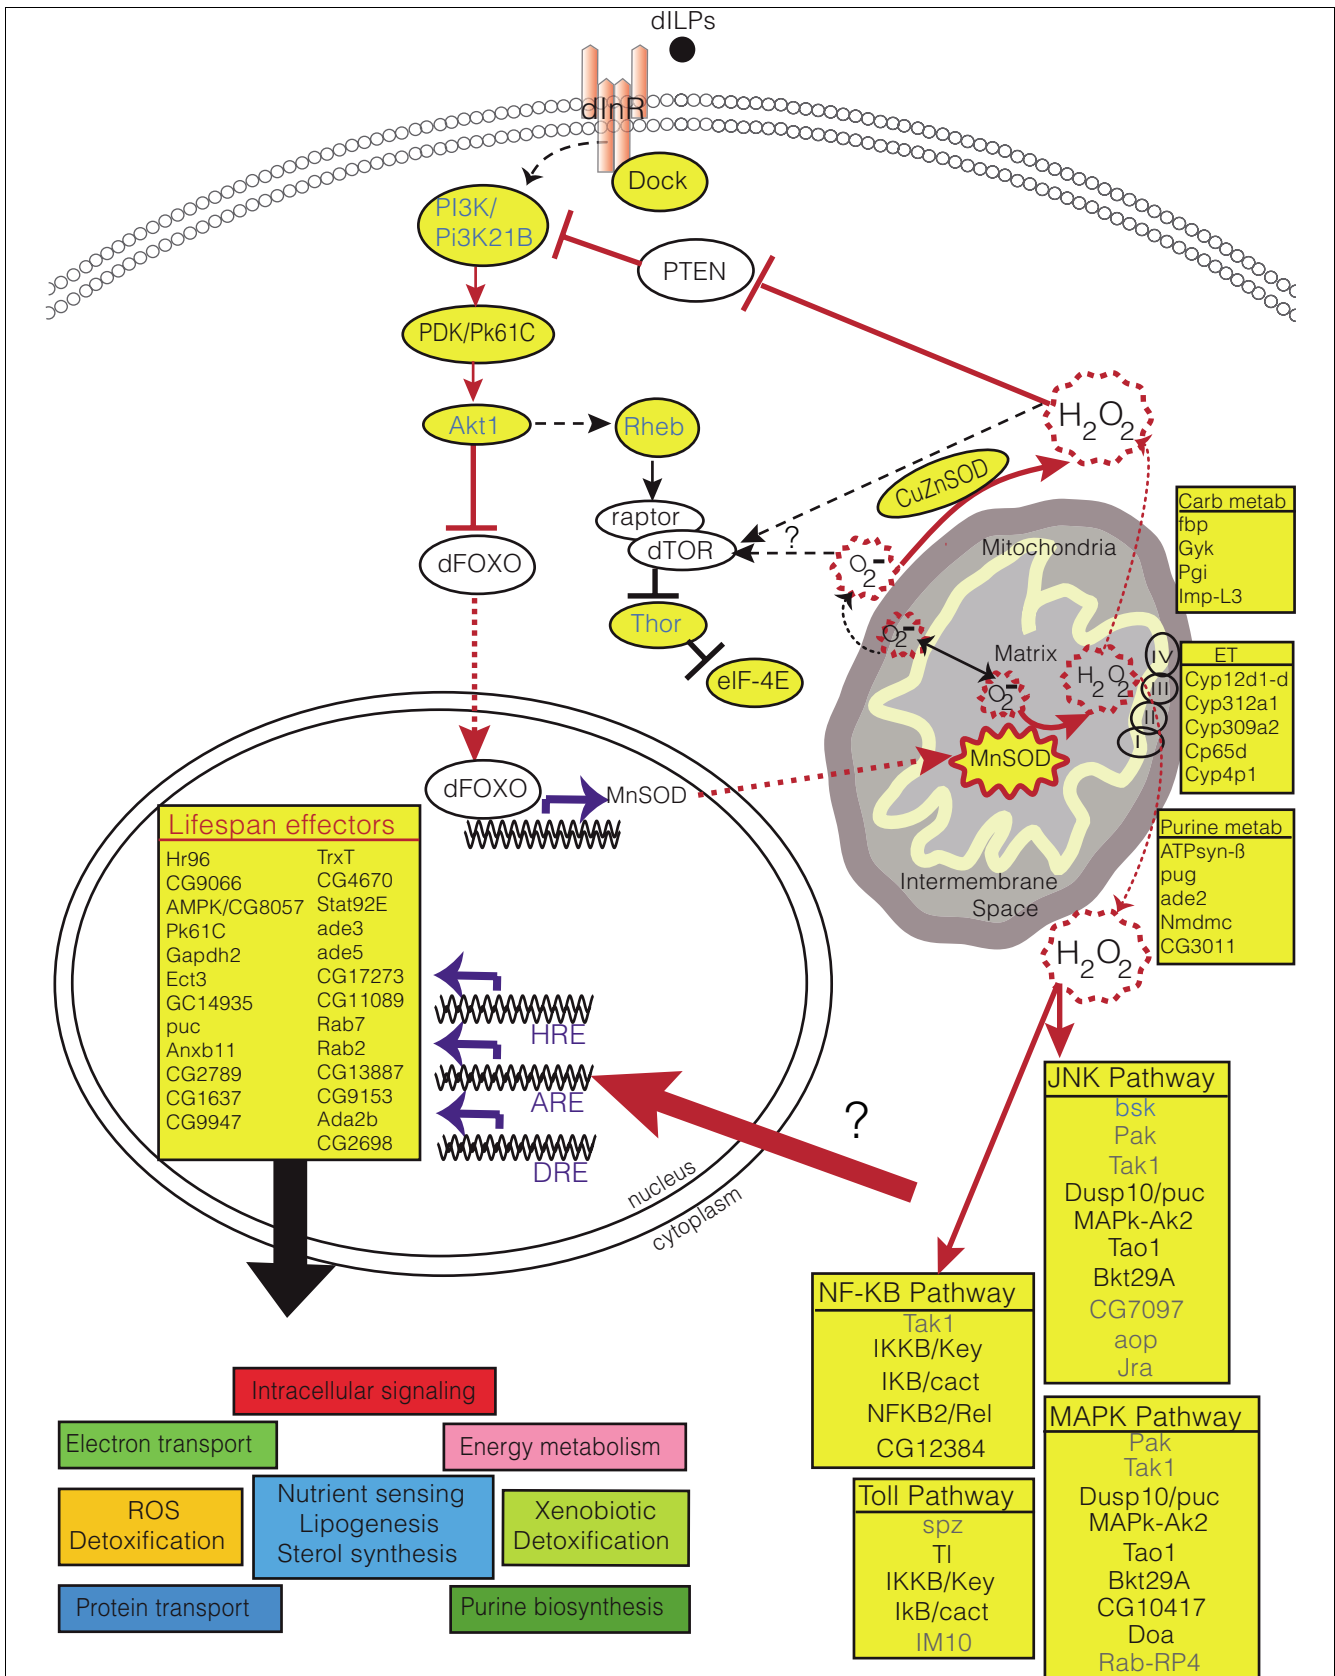 dILPs
dInR
Dock
PI3K/
Pi3K21B
PTEN
PDK/Pk61C
H2O2
Akt1
Rheb
CuZnSOD
raptor
dTOR
?
O2-
dFOXO
Thor
eIF-4E
Mitochondria
O2-
Matrix
O2-
H2O2
MnSOD
IV
III
II
I
Intermembrane
Space
Carb metab
fbp
Gyk
Pgi
Imp-L3
ET
Cyp12d1-d
Cyp312a1
Cyp309a2
Cp65d
Cyp4p1
Purine metab
ATPsyn-ß
pug
ade2
Nmdmc
CG3011
H2O2
dFOXO
MnSOD
Lifespan effectors
Hr96
CG9066
AMPK/CG8057
Pk61C
Gapdh2
Ect3
GC14935
puc
Anxb11
CG2789
CG1637
CG9947
TrxT
CG4670
Stat92E
ade3
ade5
CG17273
CG11089
Rab7
Rab2
CG13887
CG9153
Ada2b
CG2698
HRE
ARE
DRE
nucleus
cytoplasm
?
JNK Pathway
bsk
Pak
Tak1
Dusp10/puc
MAPk-Ak2
Tao1
Bkt29A
CG7097
aop
Jra
NF-KB Pathway
Tak1
IKKB/Key
IKB/cact
NFKB2/Rel
CG12384
MAPK Pathway
Pak
Tak1
Dusp10/puc
MAPk-Ak2
Tao1
Bkt29A
CG10417
Doa
Rab-RP4
Toll Pathway
spz
Tl
IKKB/Key
IkB/cact
IM10
Intracellular signaling
Electron transport
Energy metabolism
ROS
Detoxification
Nutrient sensing
Lipogenesis
Sterol synthesis
Xenobiotic
Detoxification
Protein transport
Purine biosynthesis